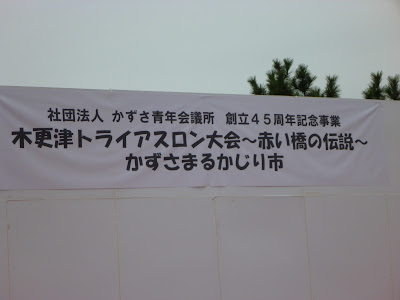 社団法人 かずさ青年会議所 創立45周年記念事業
木更津トライアスロン大会～赤い橋の伝説～
かずさまるかじり市